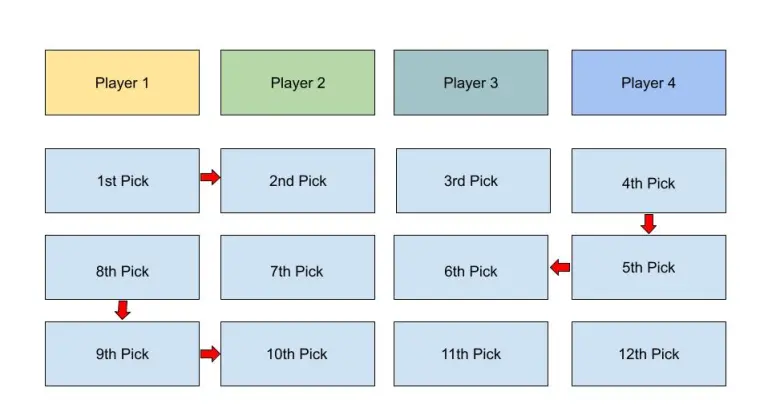 Player 1
Player 2
Player 3
Player 4
1st Pick
2nd Pick
3rd Pick
4th Pick
8th Pick
7th Pick
6th Pick
5th Pick
9th Pick
10th Pick
11th Pick
12th Pick